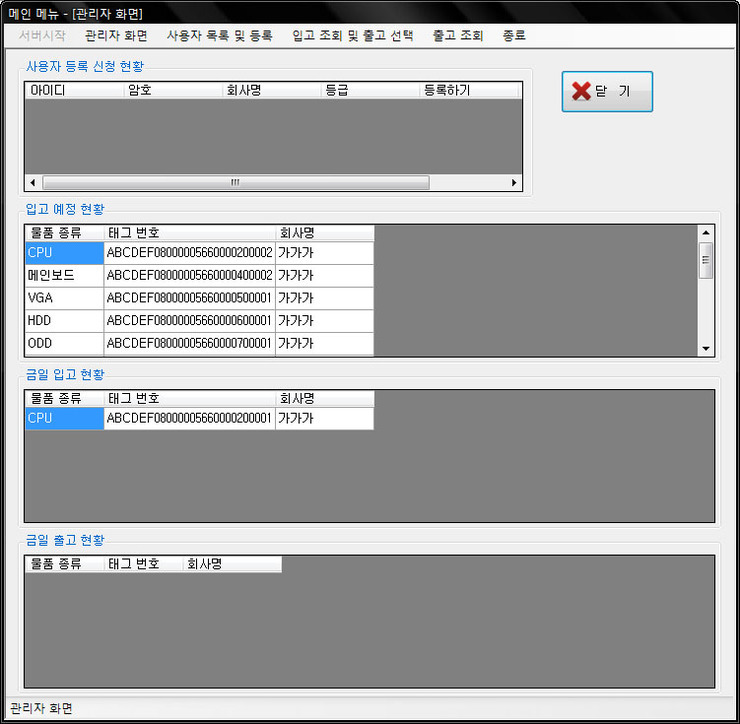 메인 메뉴 - [관리자 화면]
서버시작 관리자 화면 사용자 목록 및 등록 입고 조회 및 출고 선택 출고 조회 종료
사용자 등록 신청 현황
아이디 암호 회사명 등급 등록하기
닫 기
입고 예정 현황
물품 종류 태그 번호 회사명
CPU ABCDEF08000005660000200002 가가가
메인보드 ABCDEF08000005660000400002 가가가
VGA ABCDEF08000005660000500001 가가가
HDD ABCDEF08000005660000600001 가가가
ODD ABCDEF08000005660000700001 가가가
금일 입고 현황
물품 종류 태그 번호 회사명
CPU ABCDEF08000005660000200001 가가가
금일 출고 현황
물품 종류 태그 번호 회사명
관리자 화면